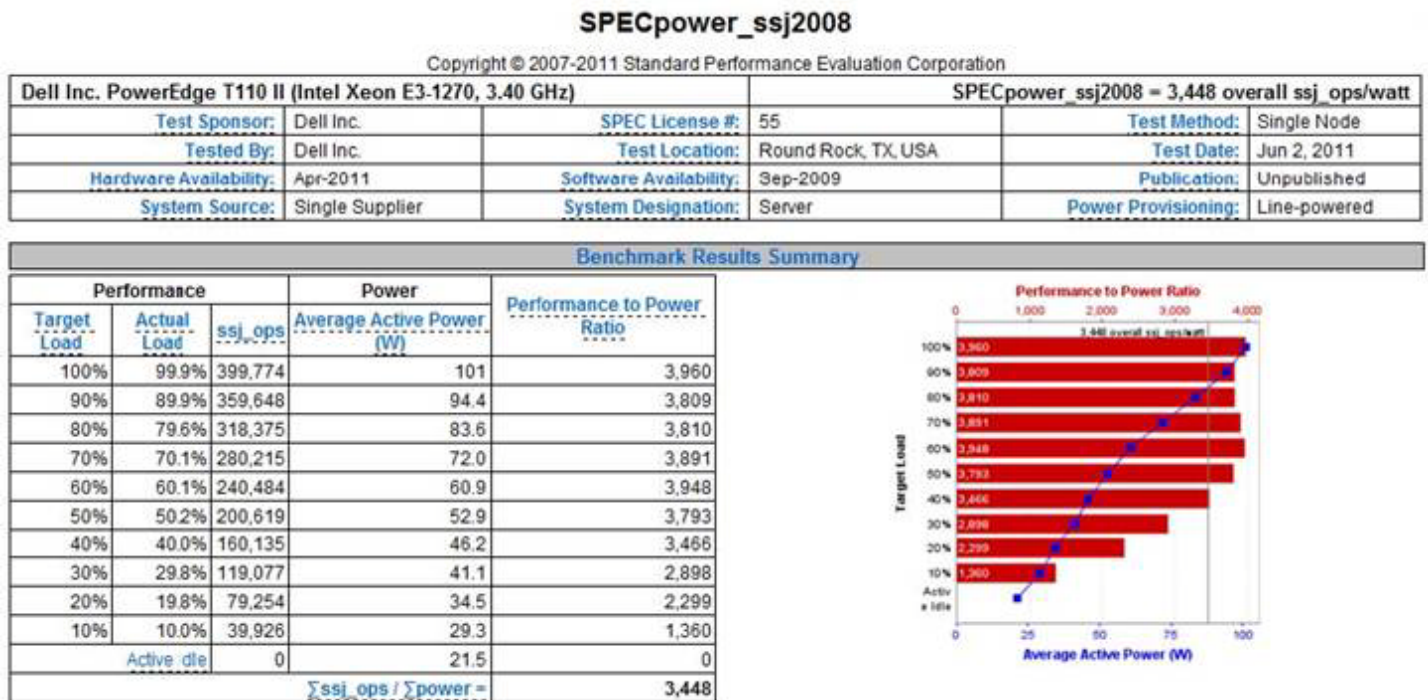 SPECpower_ssj2008
Copyright © 2007-2011 Standard Performance Evaluation Corporation
Dell Inc. PowerEdge T110 II (Intel Xeon E3-1270, 3.40 GHz) SPECpower_ssj2008 = 3,448 overall ssj_ops/watt
Test Sponsor: Dell Inc. SPEC License #: 55 Test Method: Single Node
Tested By: Dell Inc. Test Location: Round Rock, TX, USA Test Date: Jun 2, 2011
Hardware Availability: Apr-2011 Software Availability: Sep-2009 Publication: Unpublished
System Source: Single Supplier System Designation: Server Power Provisioning: Line-powered
Benchmark Results Summary
Performance Power Performance to Power Ratio
Target Load Actual Load ssj_ops Average Active Power (W)
100% 99.9% 399,774 101 3,960
90% 89.9% 359,648 94.4 3,809
80% 79.6% 318,375 83.6 3,810
70% 70.1% 280,215 72.0 3,891
60% 60.1% 240,484 60.9 3,948
50% 50.2% 200,619 52.9 3,793
40% 40.0% 160,135 46.2 3,466
30% 29.8% 119,077 41.1 2,898
20% 19.8% 79,254 34.5 2,299
10% 10.0% 39,926 29.3 1,360
Active dle 0 21.5 0
∑ssj_ops / ∑power = 3,448
Performance to Power Ratio
0 1,000 2,000 3,000 4,000
3,448 overall ssj_ops/watt
100% 3,960
90% 3,809
80% 3,810
70% 3,891
60% 3,948
50% 3,793
40% 3,466
30% 2,898
20% 2,299
10% 1,360
Activ
e Idle
Target Load
0 25 50 75 100
Average Active Power (W)